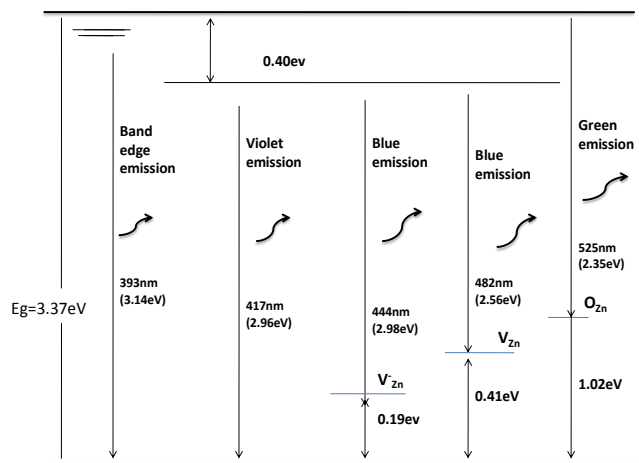 0.40ev
Band
edge
emission
Violet
emission
Blue
emission
Blue
emission
Green
emission
393nm
(3.14eV)
417nm
(2.96eV)
444nm
(2.98eV)
482nm
(2.56eV)
525nm
(2.35eV)
Eg=3.37eV
V⁻Zn
0.19ev
VZn
0.41eV
OZn
1.02eV